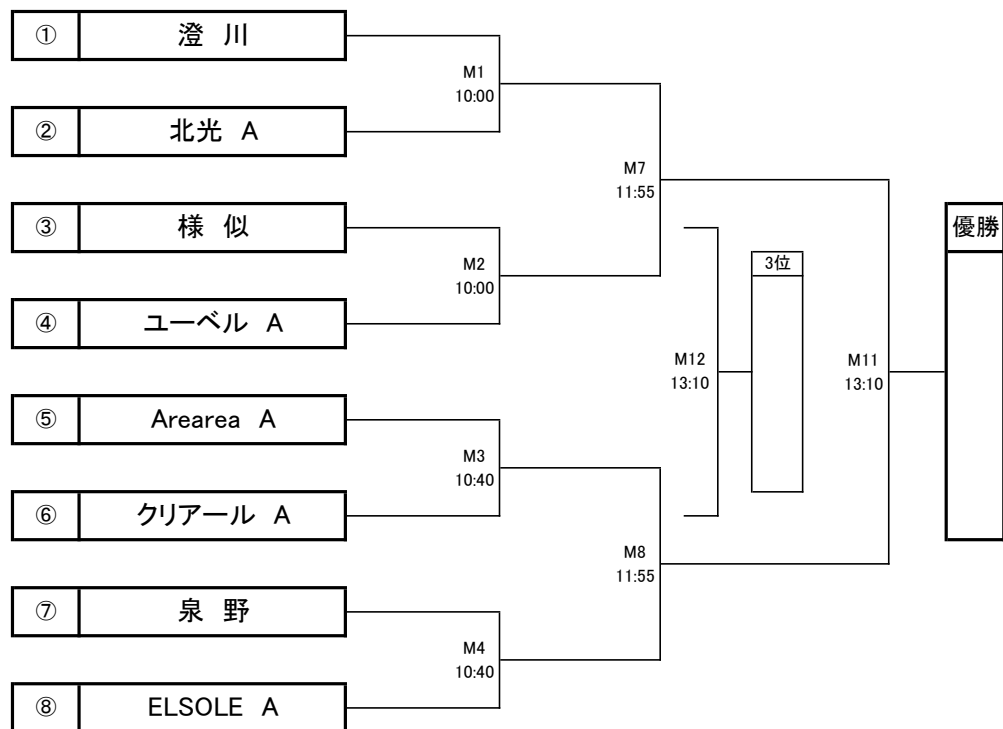 ① 澄 川
M1
10:00
② 北光 A
M7
11:55
③ 様 似
優勝
M2
10:00
3位
④ ユーベル A
M12
13:10
M11
13:10
⑤ Arearea A
M3
10:40
⑥ クリアール A
M8
11:55
⑦ 泉 野
M4
10:40
⑧ ELSOLE A